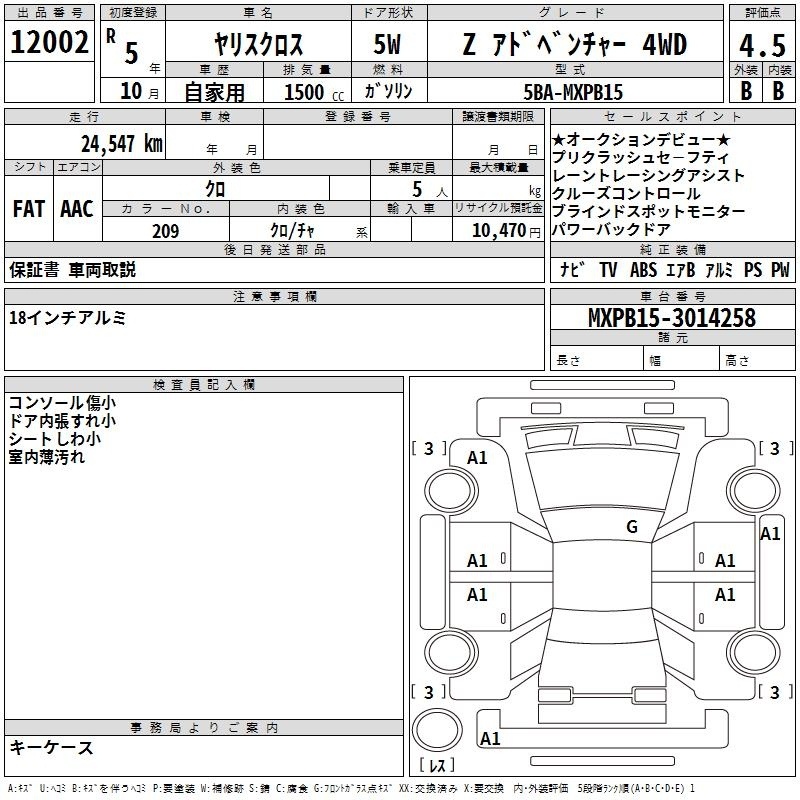 出品番号 初度登録 車名 ドア形状 グレード 評価点
12002 R 5 年 ヤリスクロス 5W Z アドベンチャー 4WD 4.5
車歴 排気量 燃料 型式 外装 内装
10 月 自家用 1500 CC ガソリン 5BA-MXPB15 B B
走行 車検 登録番号 譲渡書類期限 セールスポイント
24,547 km 年 月 月 日
★オークションデビュー★
プリクラッシュセーフティ
レーントレーシングアシスト
クルーズコントロール
ブラインドスポットモニター
パワーバックドア
シフト エアコン 外装色 乗車定員 最大積載量
FAT AAC クロ 5 人 kg
カラーNo. 内装色 輸入車 リサイクル預託金
209 クロ/チャ 系 10,470 円
後日発送部品 純正装備
保証書 車両取説 ナビ TV ABS エアB アルミ PS PW
注意事項欄 車台番号
18インチアルミ MXPB15-3014258
諸元
長さ 幅 高さ
検査員記入欄
コンソール傷小
ドア内張すれ小
シートしわ小
室内薄汚れ
[ 3 ] A1 [ 3 ]
G
A1
A1 A1
A1 A1
[ 3 ] [ 3 ]
A1
[ レス ]
事務局よりご案内
キーケース
A:キズ U:ヘコミ B:キズを伴うヘコミ P:要塗装 W:補修跡 S:錆 C:腐食 G:フロントガラス点キズ XX:交換済み X:要交換 内・外装評価 5段階ランク順(A・B・C・D・E) 1